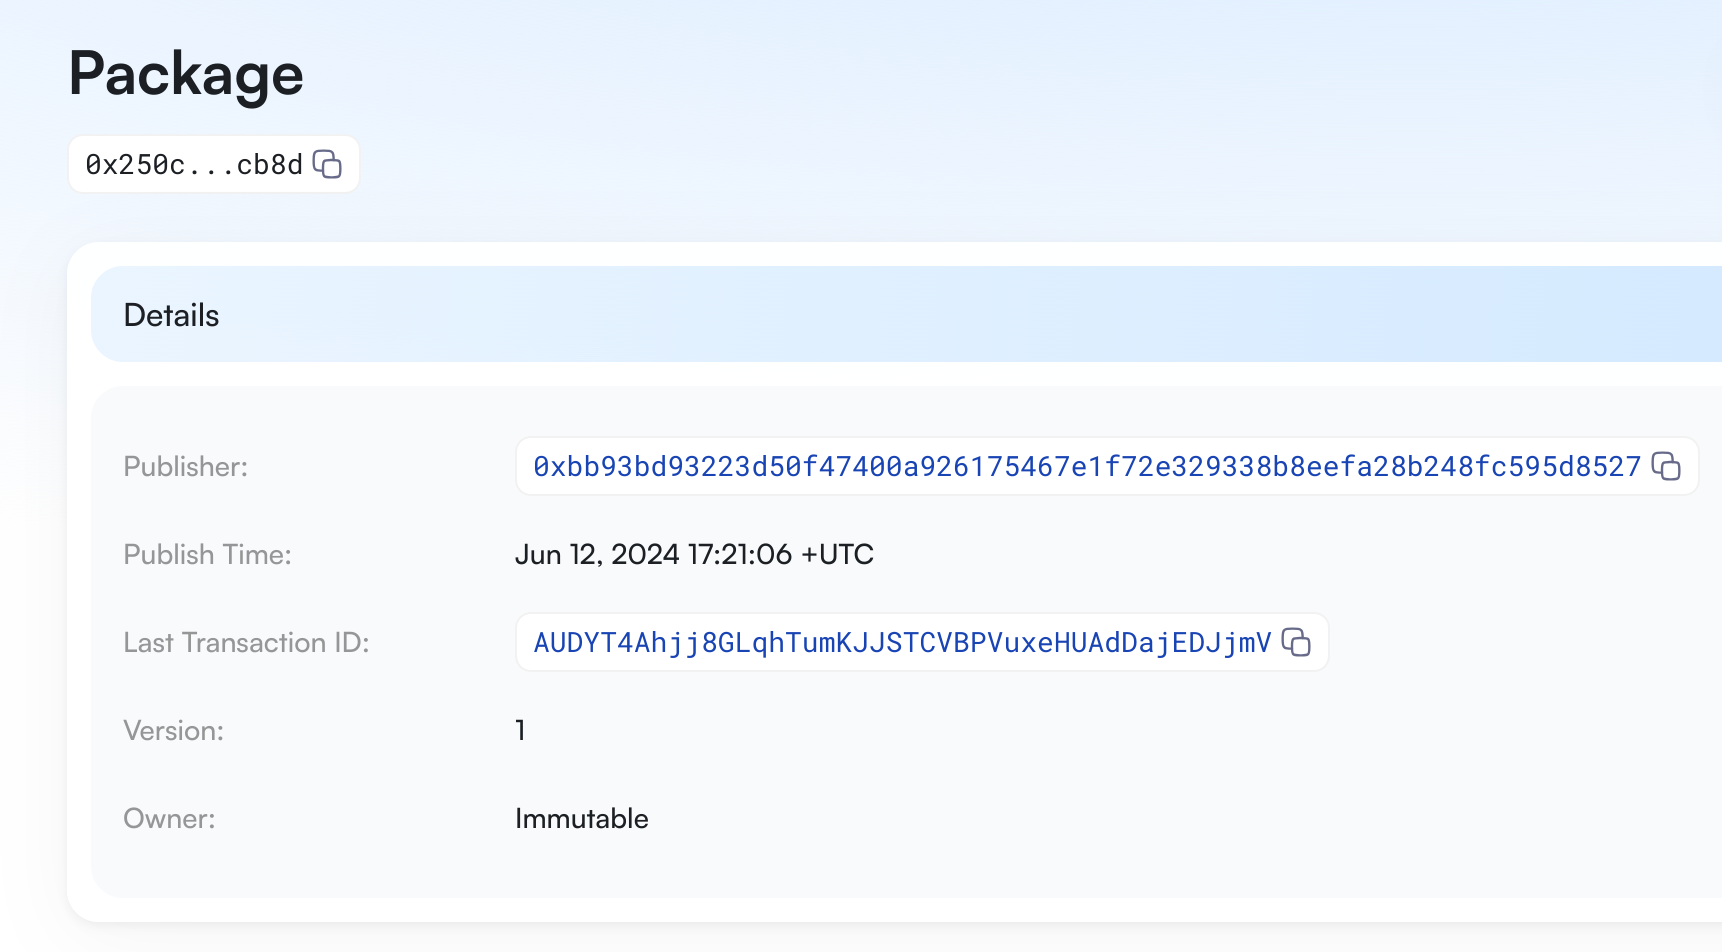 Package
0x250c...cb8d
Details
Publisher:
0xbb93bd93223d50f47400a926175467e1f72e329338b8eefa28b248fc595d8527
Publish Time:
Jun 12, 2024 17:21:06 +UTC
Last Transaction ID:
AUDYT4Ahjj8GLqhTumKJJSTCVBPVuxeHUAdDajEDJjmV
Version:
1
Owner:
Immutable